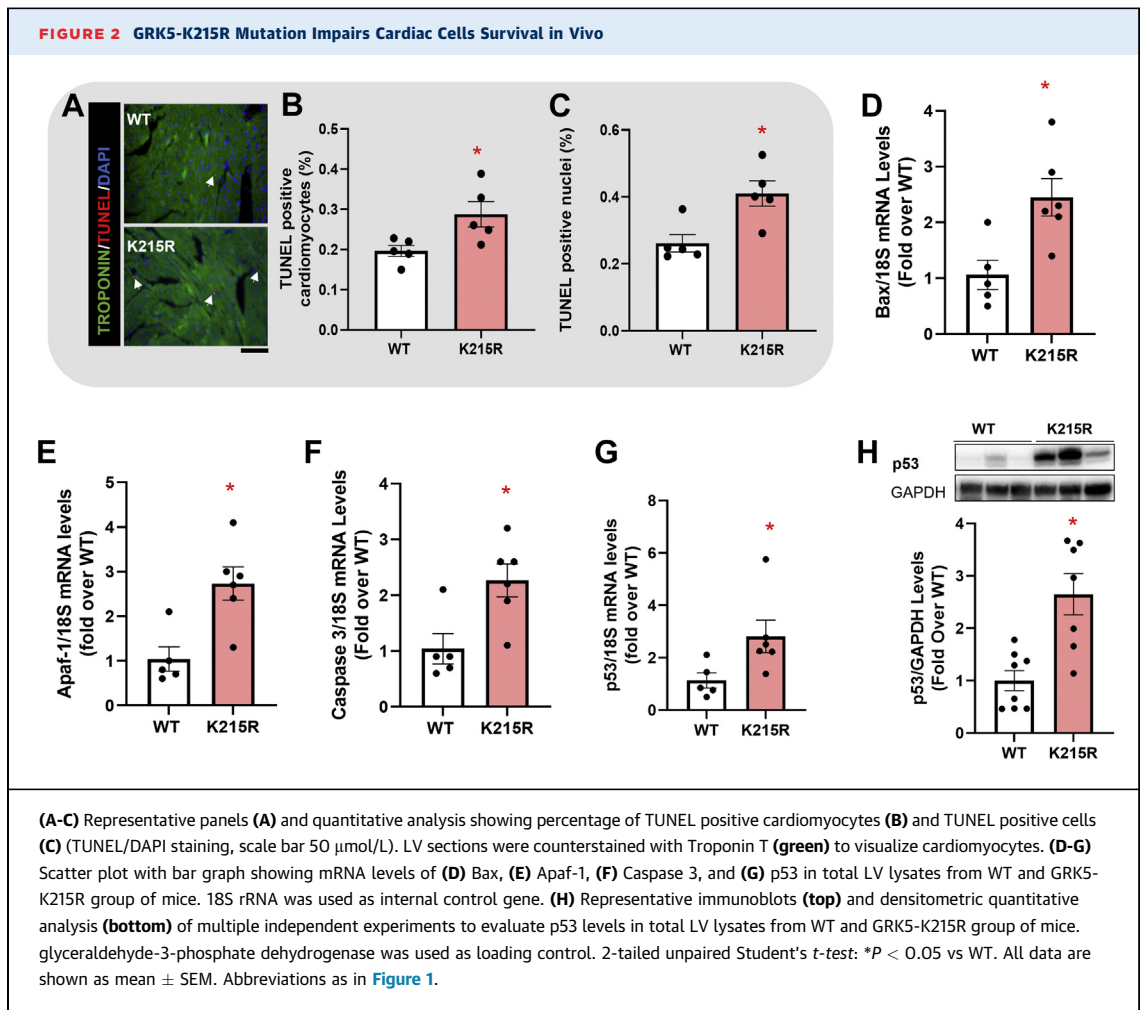 FIGURE 2 GRK5-K215R Mutation Impairs Cardiac Cells Survival in Vivo
A
TROPONIN/TUNEL/DAPI
WT
K215R
B
TUNEL positive
cardiomyocytes (%)
0.5
0.4
0.3
0.2
0.1
0.0
*
WT K215R
C
TUNEL positive nuclei (%)
0.6
0.4
0.2
0.0
*
WT K215R
D
Bax/18S mRNA Levels
(Fold over WT)
4
3
2
1
0
*
WT K215R
E
Apaf-1/18S mRNA levels
(fold over WT)
5
4
3
2
1
0
*
WT K215R
F
Caspase 3/18S mRNA Levels
(Fold over WT)
4
3
2
1
0
*
WT K215R
G
p53/18S mRNA levels
(fold over WT)
8
6
4
2
0
*
WT K215R
H
WT K215R
p53
GAPDH
p53/GAPDH Levels
(Fold Over WT)
4
3
2
1
0
*
WT K215R
(A-C) Representative panels (A) and quantitative analysis showing percentage of TUNEL positive cardiomyocytes (B) and TUNEL positive cells
(C) (TUNEL/DAPI staining, scale bar 50 μmol/L). LV sections were counterstained with Troponin T (green) to visualize cardiomyocytes. (D-G)
Scatter plot with bar graph showing mRNA levels of (D) Bax, (E) Apaf-1, (F) Caspase 3, and (G) p53 in total LV lysates from WT and GRK5-
K215R group of mice. 18S rRNA was used as internal control gene. (H) Representative immunoblots (top) and densitometric quantitative
analysis (bottom) of multiple independent experiments to evaluate p53 levels in total LV lysates from WT and GRK5-K215R group of mice.
glyceraldehyde-3-phosphate dehydrogenase was used as loading control. 2-tailed unpaired Student's t-test: *P < 0.05 vs WT. All data are
shown as mean ± SEM. Abbreviations as in Figure 1.